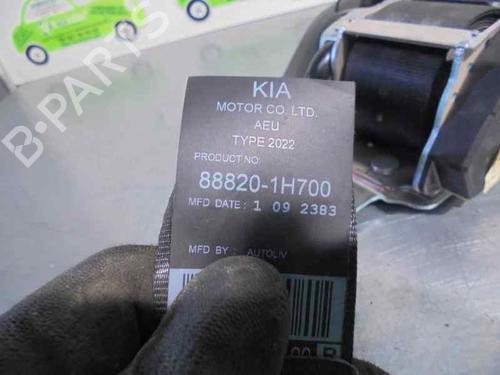 KIA
MOTOR CO. LTD.
AEU
TYPE 2022
PRODUCT NO:
88820-1H700
MFD DATE: 1 09 2383
MFD BY : AUTOLIV